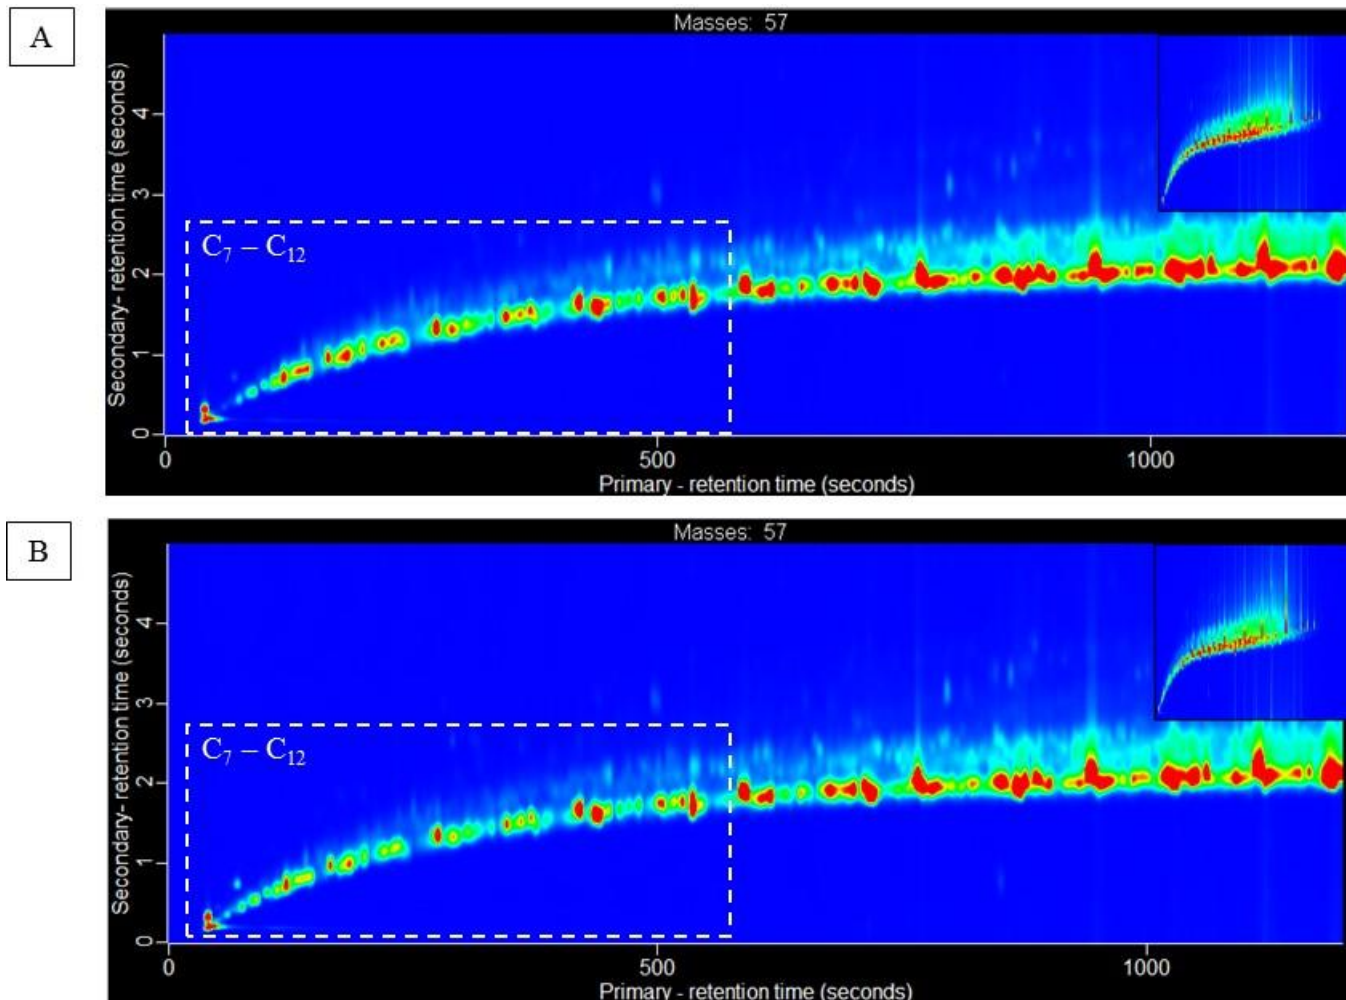 A
Masses: 57
Secondary- retention time (seconds)
4
3
2
1
0
C₇ – C₁₂
0 500 1000
Primary - retention time (seconds)
B
Masses: 57
Secondary- retention time (seconds)
4
3
2
1
0
C₇ – C₁₂
0 500 1000
Primary - retention time (seconds)